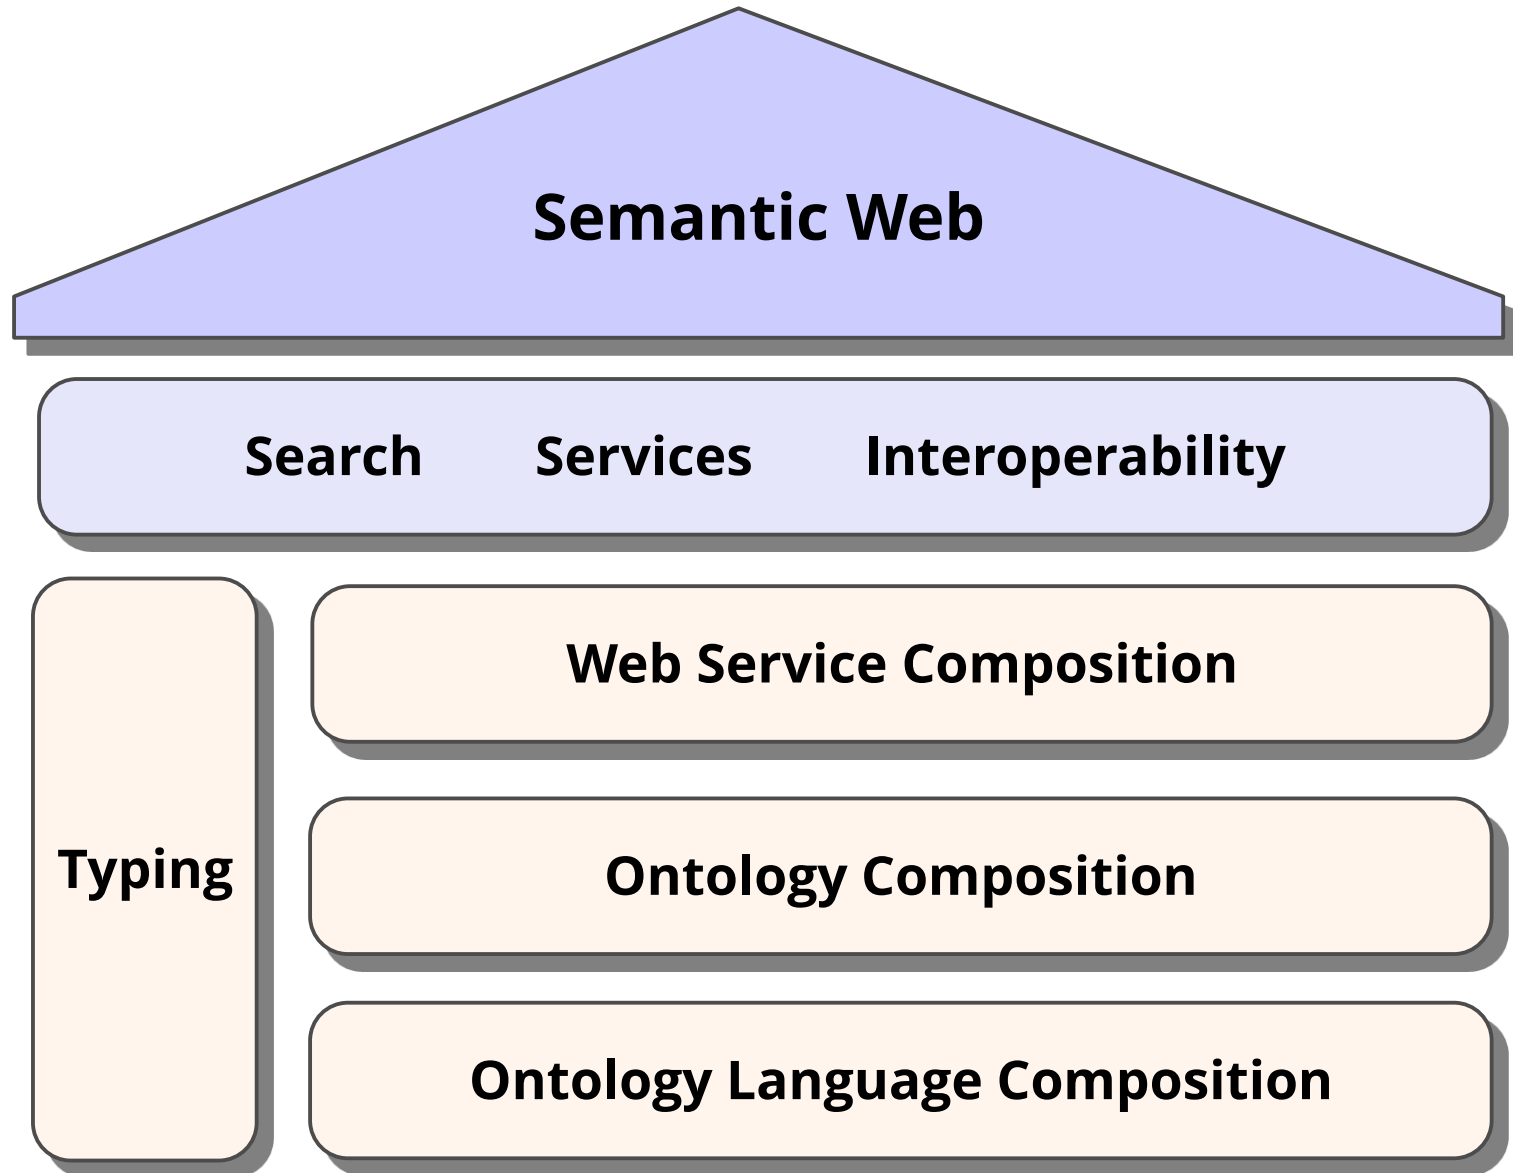 Semantic Web
Search Services Interoperability
Web Service Composition
Typing
Ontology Composition
Ontology Language Composition